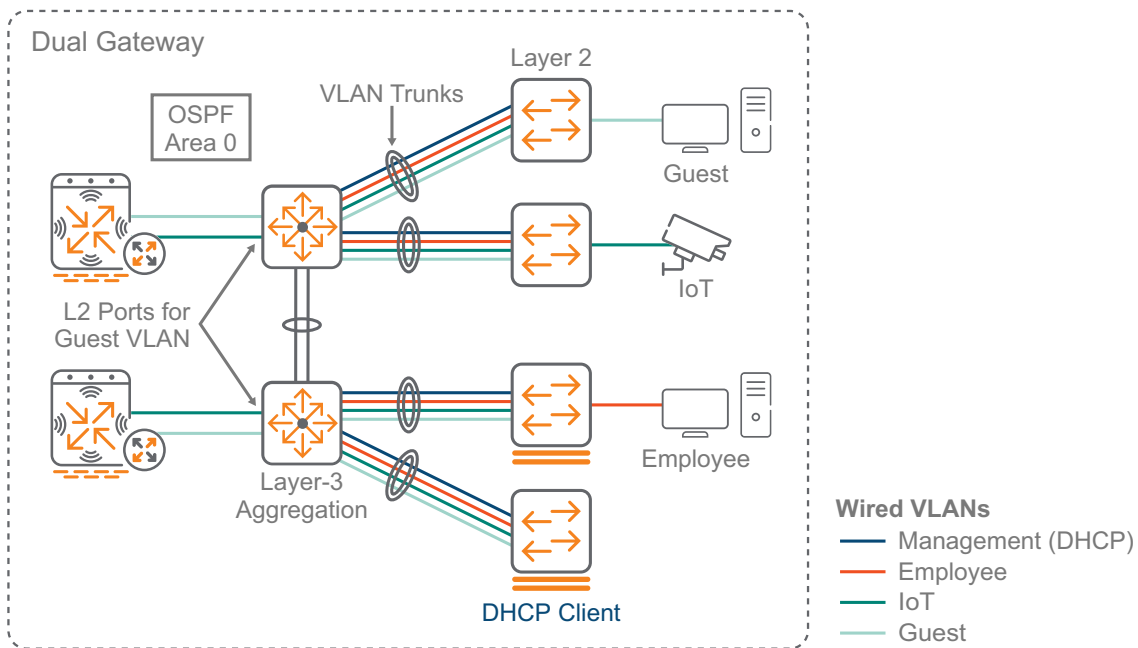 Dual Gateway
Layer 2
VLAN Trunks
OSPF
Area 0
Guest
IoT
L2 Ports for
Guest VLAN
Employee
Layer-3
Aggregation
DHCP Client
Wired VLANs
Management (DHCP)
Employee
IoT
Guest